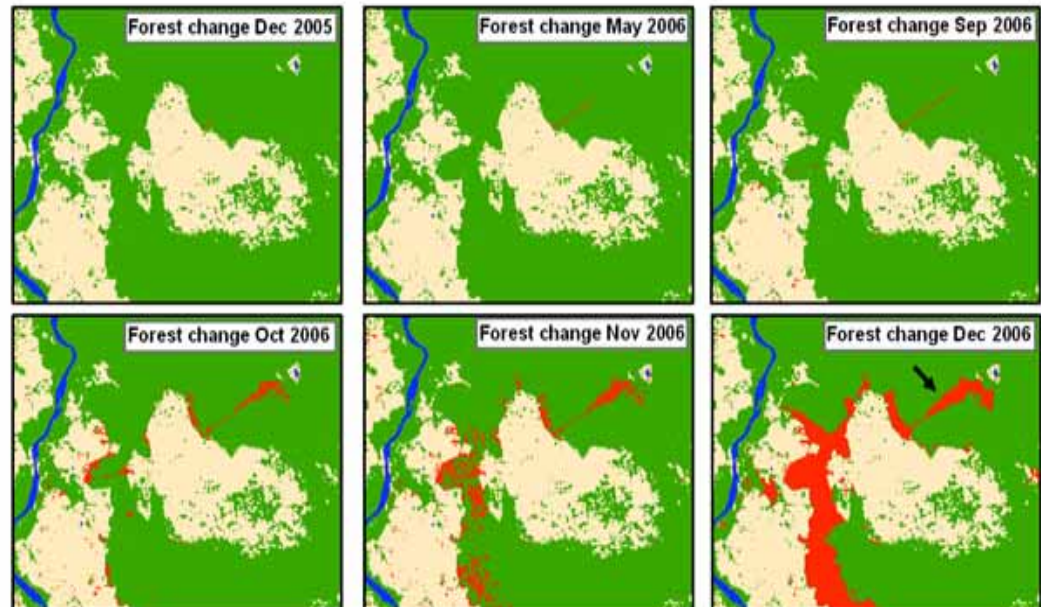 Forest change Dec 2005
Forest change May 2006
Forest change Sep 2006
Forest change Oct 2006
Forest change Nov 2006
Forest change Dec 2006